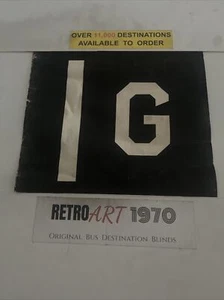 OVER 11,000 DESTINATIONS
AVAILABLE TO ORDER
G
RETROART 1970
ORIGINAL BUS DESTINATION BLINDS